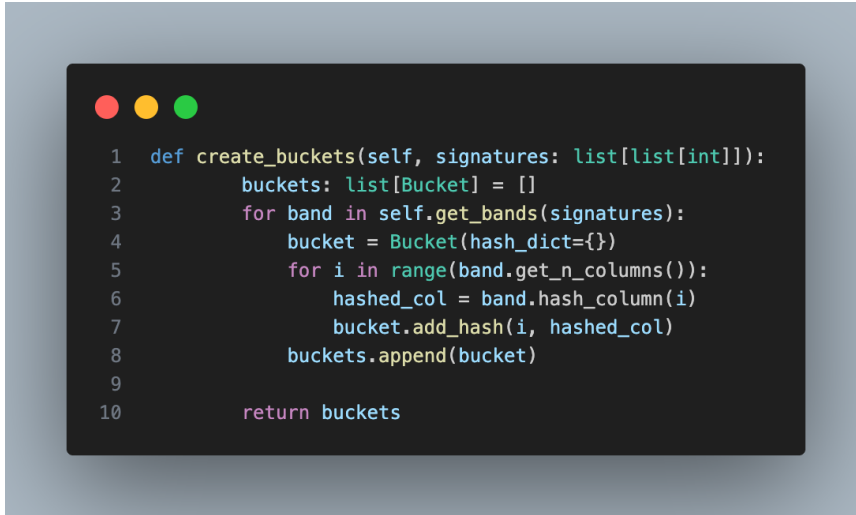 1 def create_buckets(self, signatures: list[list[int]]):
2         buckets: list[Bucket] = []
3         for band in self.get_bands(signatures):
4             bucket = Bucket(hash_dict={})
5             for i in range(band.get_n_columns()):
6                 hashed_col = band.hash_column(i)
7                 bucket.add_hash(i, hashed_col)
8             buckets.append(bucket)
9
10         return buckets